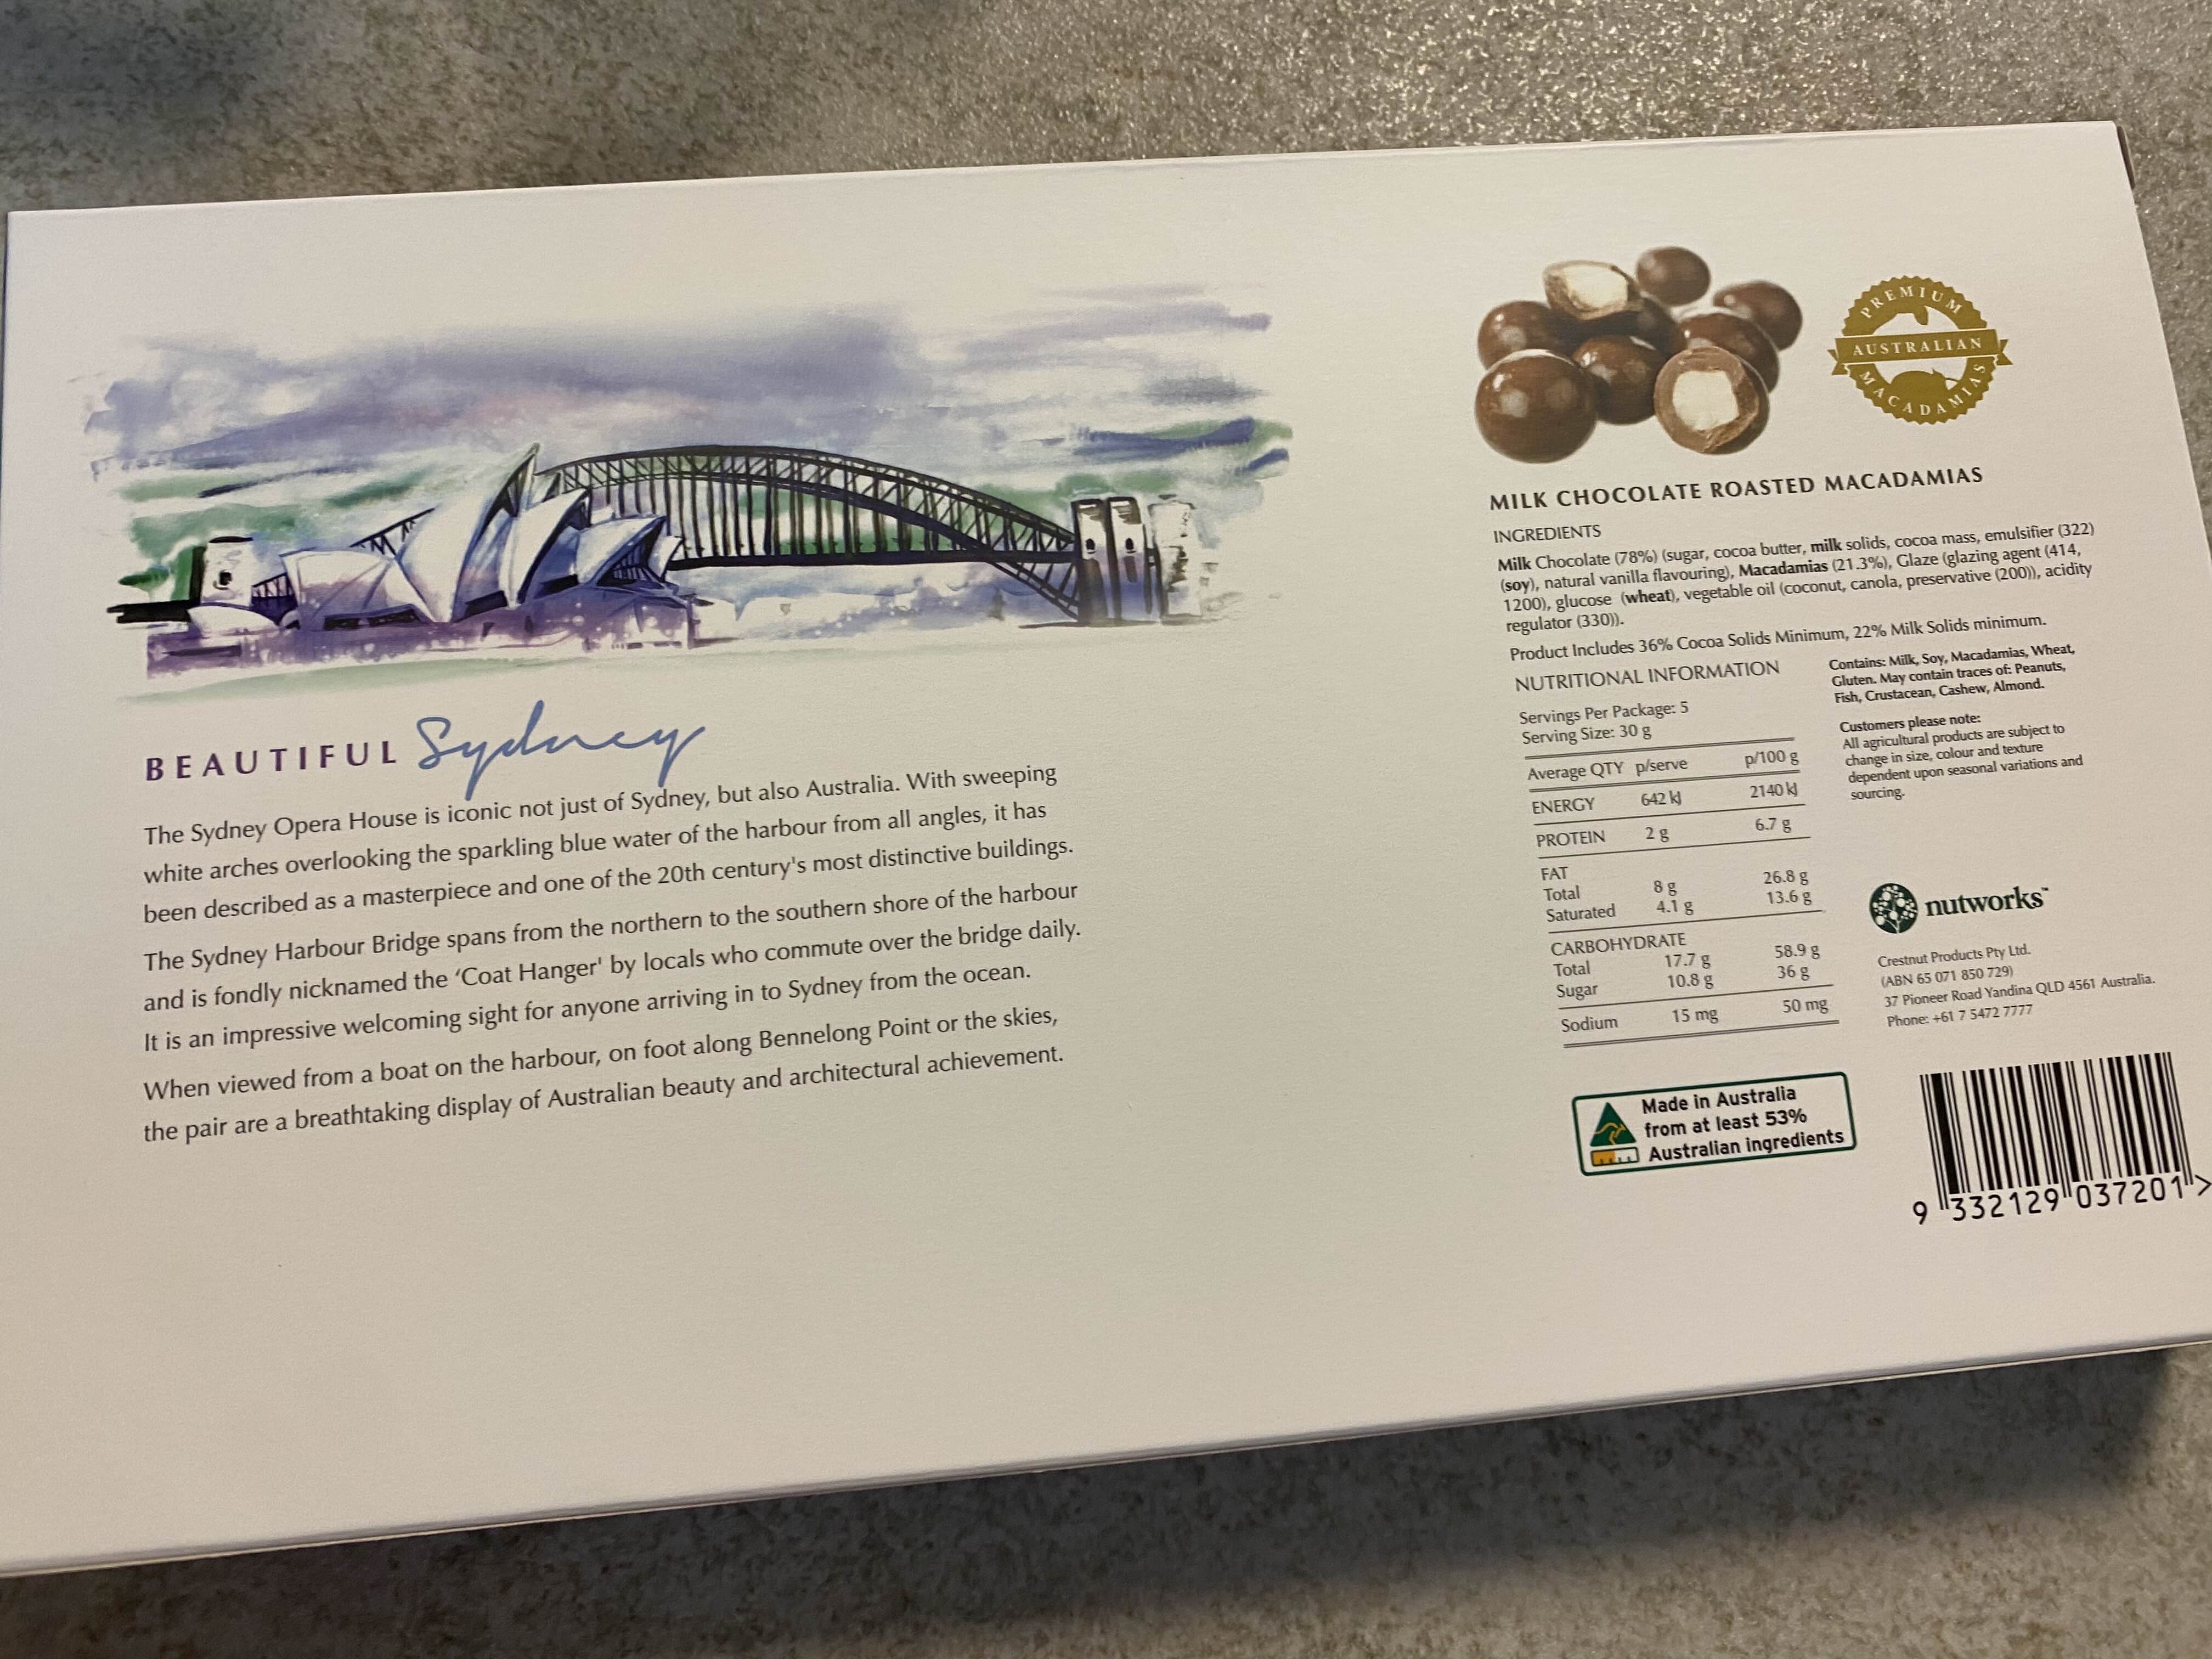 BEAUTIFUL Sydney
The Sydney Opera House is iconic not just of Sydney, but also Australia. With sweeping
white arches overlooking the sparkling blue water of the harbour from all angles, it has
been described as a masterpiece and one of the 20th century's most distinctive buildings.
The Sydney Harbour Bridge spans from the northern to the southern shore of the harbour
and is fondly nicknamed the ‘Coat Hanger' by locals who commute over the bridge daily.
It is an impressive welcoming sight for anyone arriving in to Sydney from the ocean.
When viewed from a boat on the harbour, on foot along Bennelong Point or the skies,
the pair are a breathtaking display of Australian beauty and architectural achievement.
PREMIUM
AUSTRALIAN
MACADAMIAS
MILK CHOCOLATE ROASTED MACADAMIAS
INGREDIENTS
Milk Chocolate (78%) (sugar, cocoa butter, milk solids, cocoa mass, emulsifier (322)
(soy), natural vanilla flavouring), Macadamias (21.3%), Glaze (glazing agent (414,
1200), glucose (wheat), vegetable oil (coconut, canola, preservative (200)), acidity
regulator (330)).
Product Includes 36% Cocoa Solids Minimum, 22% Milk Solids minimum.
NUTRITIONAL INFORMATION
Servings Per Package: 5
Serving Size: 30 g
Average QTY p/serve p/100 g
ENERGY 642 kJ 2140 kJ
PROTEIN 2 g 6.7 g
FAT
Total 8 g 26.8 g
Saturated 4.1 g 13.6 g
CARBOHYDRATE
Total 17.7 g 58.9 g
Sugar 10.8 g 36 g
Sodium 15 mg 50 mg
Contains: Milk, Soy, Macadamias, Wheat,
Gluten. May contain traces of: Peanuts,
Fish, Crustacean, Cashew, Almond.
Customers please note:
All agricultural products are subject to
change in size, colour and texture
dependent upon seasonal variations and
sourcing.
nutworks™
Crestnut Products Pty Ltd.
(ABN 65 071 850 729)
37 Pioneer Road Yandina QLD 4561 Australia.
Phone: +61 7 5472 7777
Made in Australia
from at least 53%
Australian ingredients
9 332129 037201 >